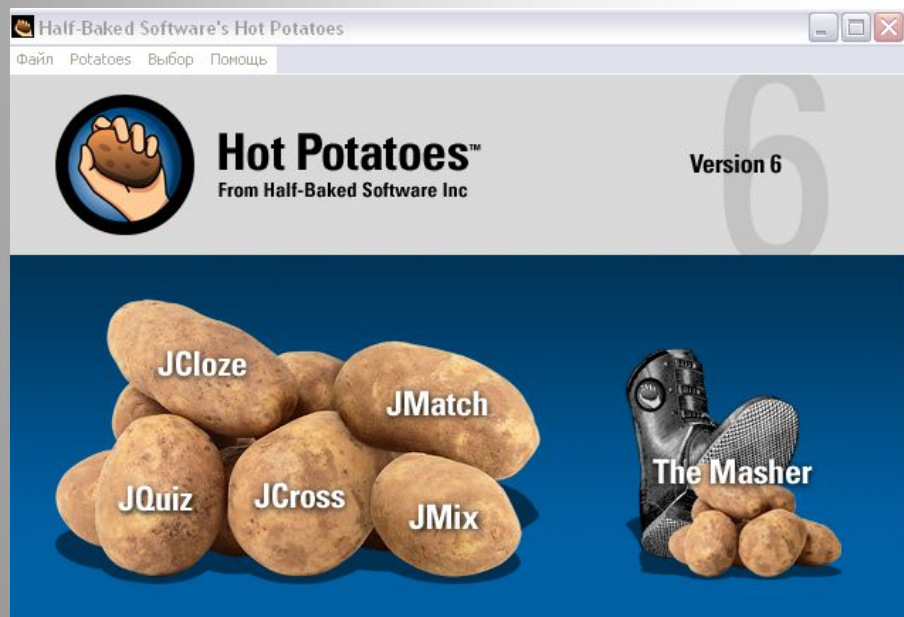 Half-Baked Software's Hot Potatoes
Файл Potatoes Выбор Помощь
Hot Potatoes™
From Half-Baked Software Inc
Version 6
6
JCloze
JMatch
JQuiz
JCross
JMix
The Masher